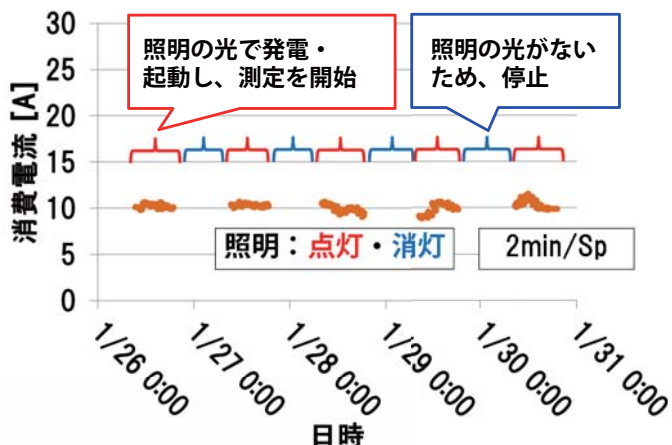 照明の光で発電・
起動し、測定を開始
照明の光がない
ため、停止
消費電流 [A]
30
25
20
15
10
5
0
照明：点灯・消灯
2min/Sp
1/26 0:00
1/27 0:00
1/28 0:00
1/29 0:00
1/30 0:00
1/31 0:00
日時